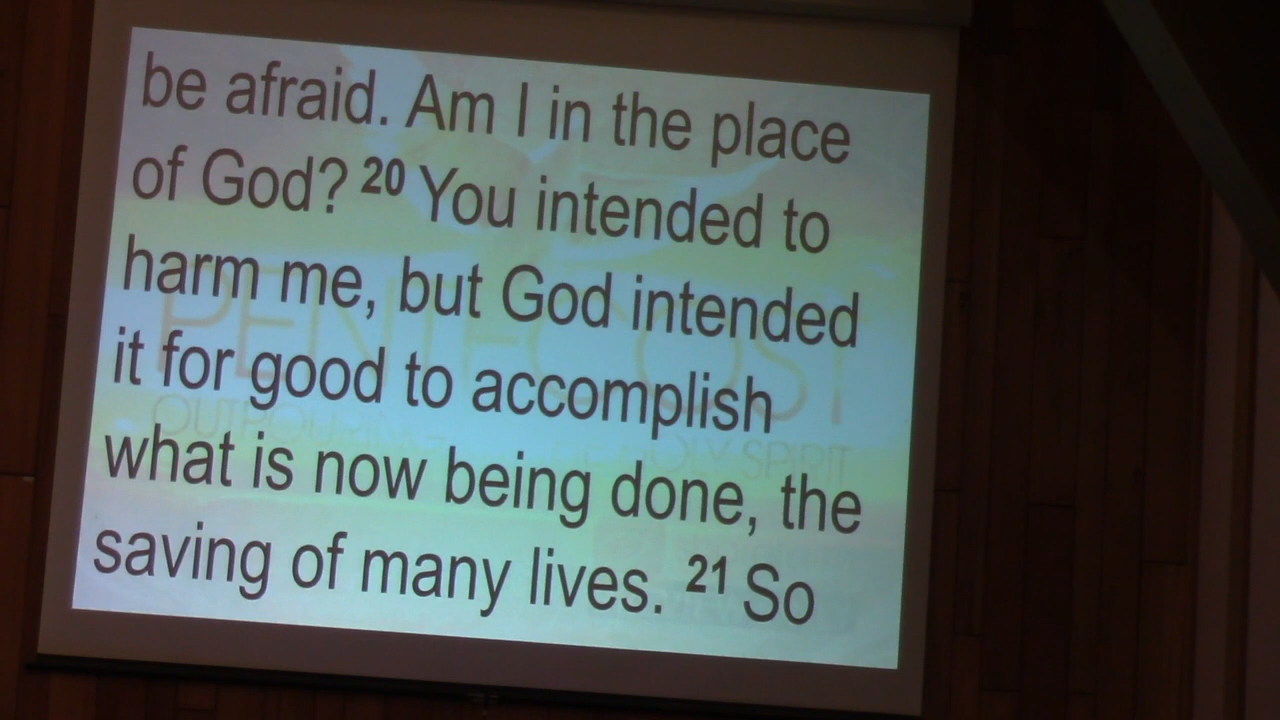 be afraid. Am I in the place
of God? 20 You intended to
harm me, but God intended
it for good to accomplish
what is now being done, the
saving of many lives. 21 So
PENTECOST